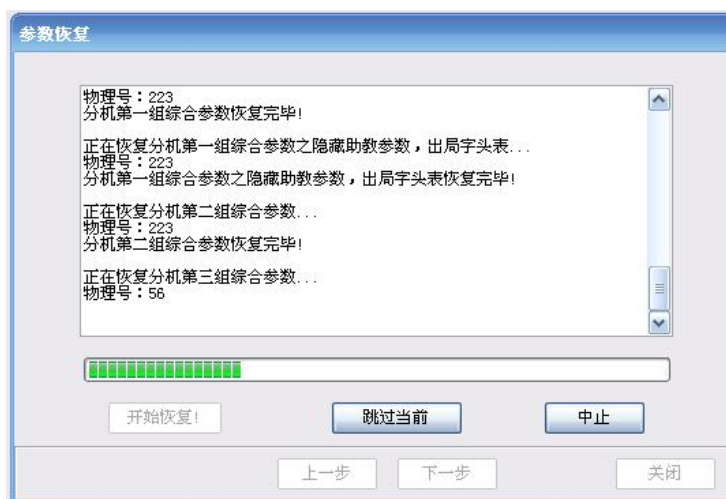 参数恢复
物理号：223
分机第一组综合参数恢复完毕!
正在恢复分机第一组综合参数之隐藏助教参数，出局字头表...
物理号：223
分机第一组综合参数之隐藏助教参数，出局字头表恢复完毕!
正在恢复分机第二组综合参数...
物理号：223
分机第二组综合参数恢复完毕!
正在恢复分机第三组综合参数...
物理号：56
开始恢复!
跳过当前
中止
上一步
下一步
关闭